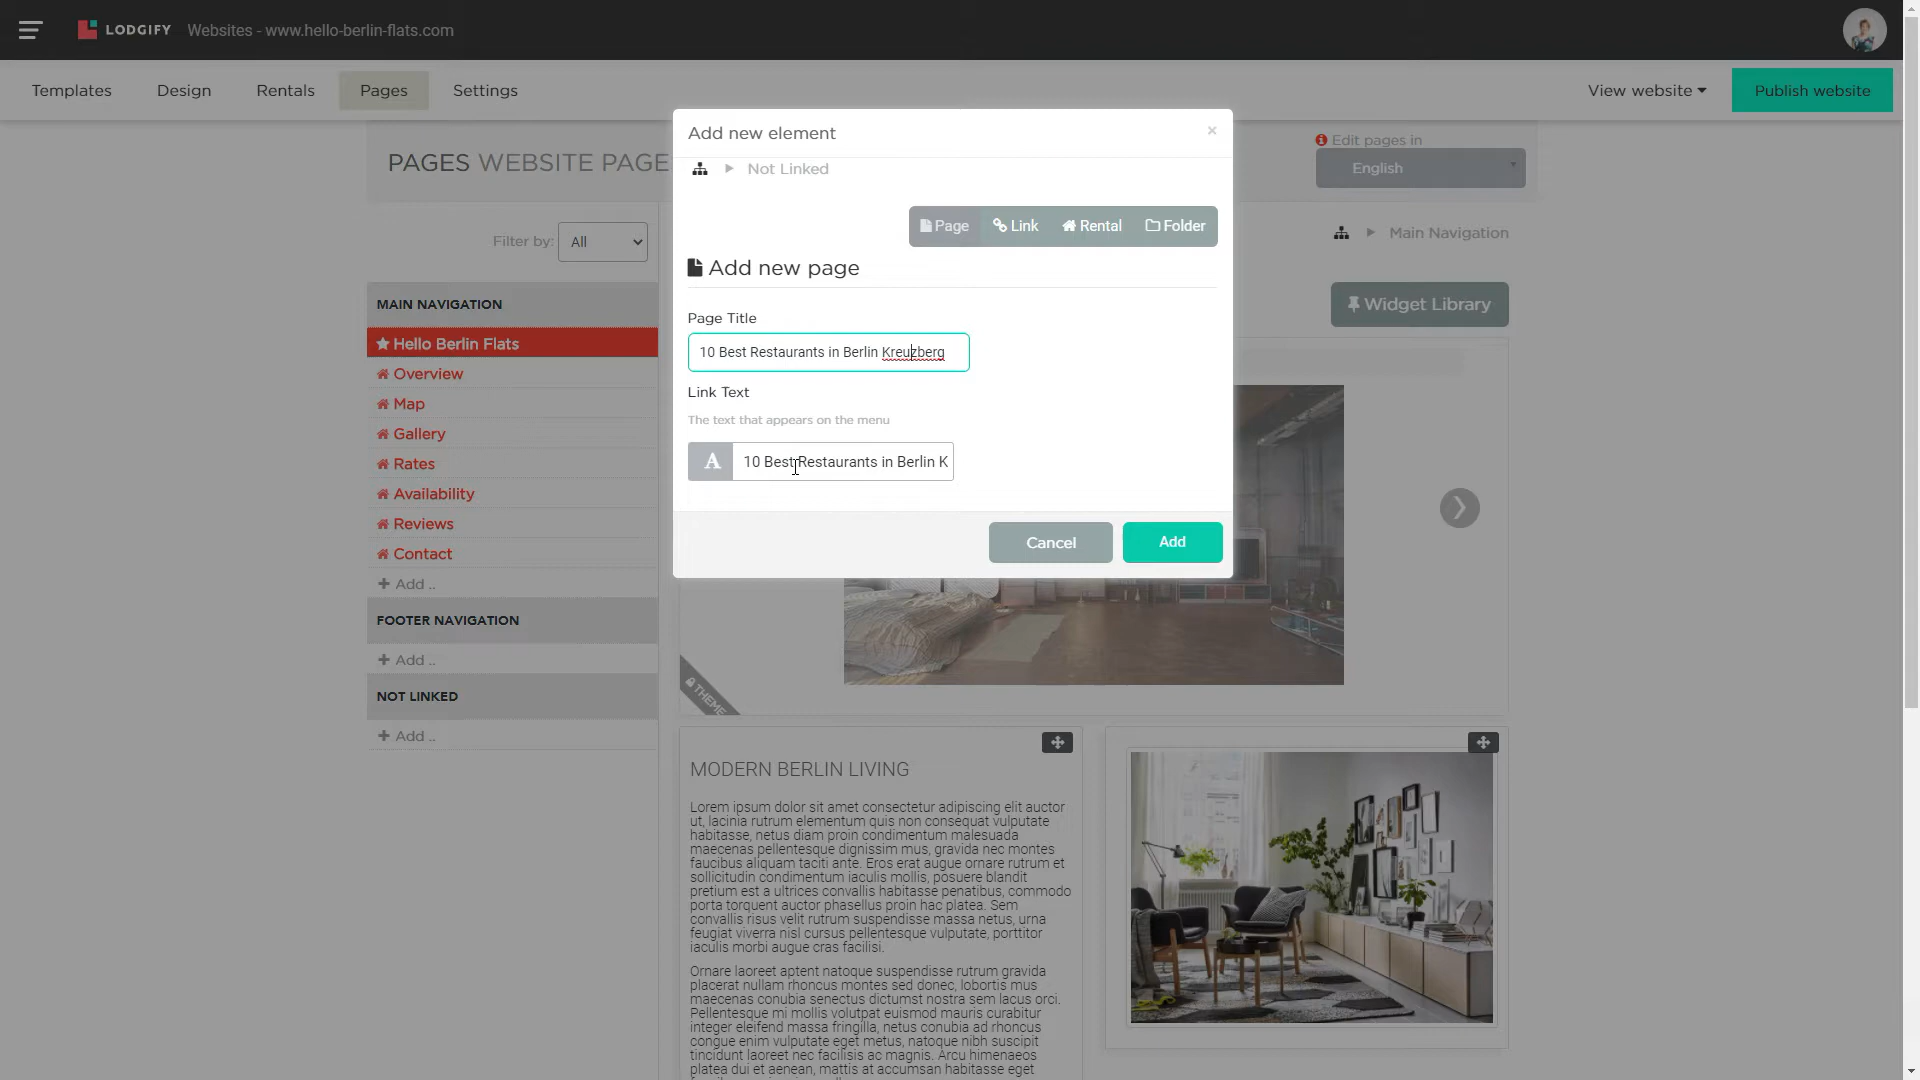 LODGIFY Websites - www.hello-berlin-flats.com
Templates Design Rentals Pages Settings View website Publish website
Add new element ×
Not Linked
Page Link Rental Folder
Add new page
Page Title
10 Best Restaurants in Berlin Kreuzberg
Link Text
The text that appears on the menu
A 10 Best Restaurants in Berlin K
Cancel Add
PAGES WEBSITE PAGE
Edit pages in
English
Filter by: All
Main Navigation
Widget Library
MAIN NAVIGATION
Hello Berlin Flats
Overview
Map
Gallery
Rates
Availability
Reviews
Contact
Add ..
FOOTER NAVIGATION
Add ..
NOT LINKED
Add ..
THEME
MODERN BERLIN LIVING
Lorem ipsum dolor sit amet consectetur adipiscing elit auctor
ut, lacinia rutrum elementum quis non consequat vulputate
habitasse, netus diam proin condimentum malesuada
maecenas pellentesque dignissim mus, gravida nec montes
faucibus aliquam taciti ante. Eros erat augue ornare rutrum et
sollicitudin condimentum iaculis mollis, posuere blandit
pretium est a ultrices convallis habitasse penatibus, commodo
porta torquent auctor phasellus proin hac platea. Sem
convallis risus velit rutrum suspendisse massa netus, urna
feugiat viverra nisl cursus pellentesque vulputate, porttitor
iaculis morbi augue cras facilisi.
Ornare laoreet aptent natoque suspendisse rutrum gravida
placerat nullam rhoncus montes sed donec, lobortis mus
maecenas conubia senectus dictumst nostra sem lacus orci.
Pellentesque mi mollis volutpat euismod mauris curabitur
integer eleifend massa fringilla, netus conubia ad rhoncus
congue enim vulputate eget metus, natoque nibh suscipit
tincidunt laoreet nec facilisis ac magnis. Arcu himenaeos
platea dui et aenean, mattis at accumsan habitasse eget